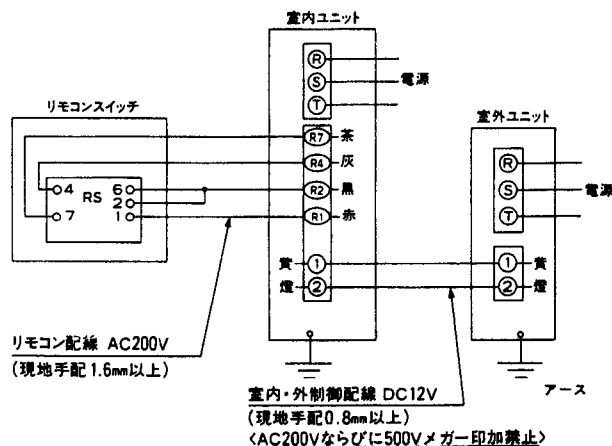 室内ユニット
R
S 電源
T
リモコンスイッチ
室外ユニット
R7 茶
R4 灰
R2 黒
R1 赤
4 RS 6
2
7 1
R
S 電源
T
黄 1
燈 2
1 黄
2 燈
リモコン配線 AC200V
(現地手配1.6mm以上)
室内・外制御配線 DC12V
(現地手配0.8mm以上)
〈AC200Vならびに500Vメガー印加禁止〉
アース